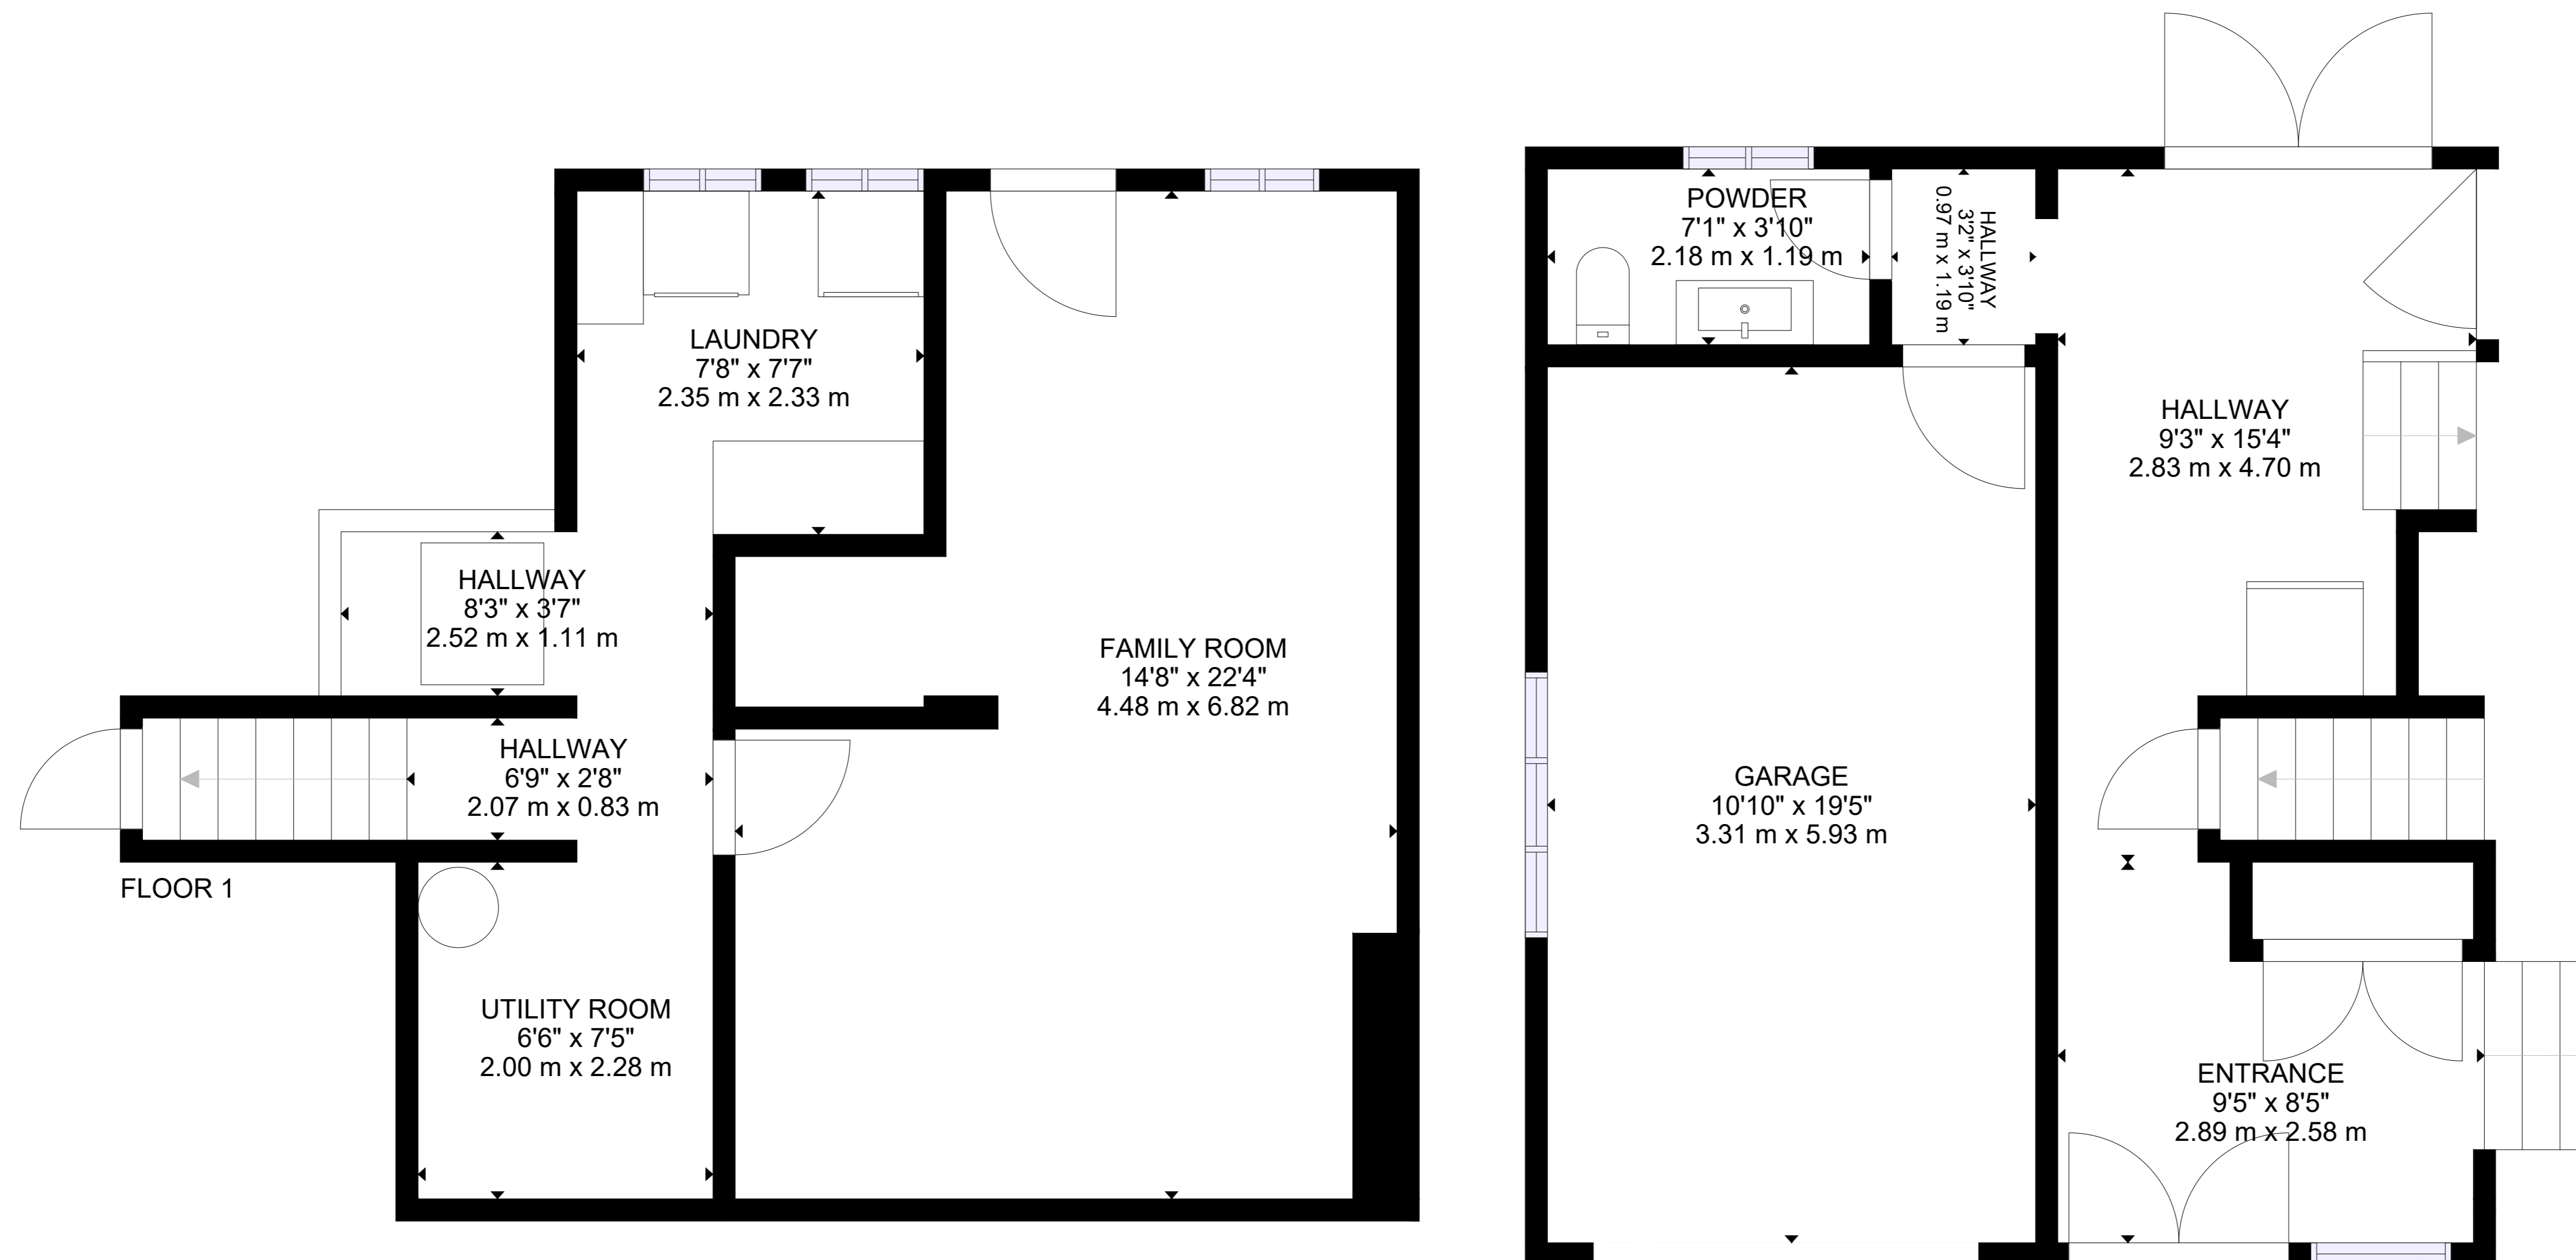 LAUNDRY
7'8" x 7'7"
2.35 m x 2.33 m
HALLWAY
8'3" x 3'7"
2.52 m x 1.11 m
HALLWAY
6'9" x 2'8"
2.07 m x 0.83 m
FLOOR 1
UTILITY ROOM
6'6" x 7'5"
2.00 m x 2.28 m
FAMILY ROOM
14'8" x 22'4"
4.48 m x 6.82 m
POWDER
7'1" x 3'10"
2.18 m x 1.19 m
HALLWAY
3'2" x 3'10"
0.97 m x 1.19 m
HALLWAY
9'3" x 15'4"
2.83 m x 4.70 m
GARAGE
10'10" x 19'5"
3.31 m x 5.93 m
ENTRANCE
9'5" x 8'5"
2.89 m x 2.58 m